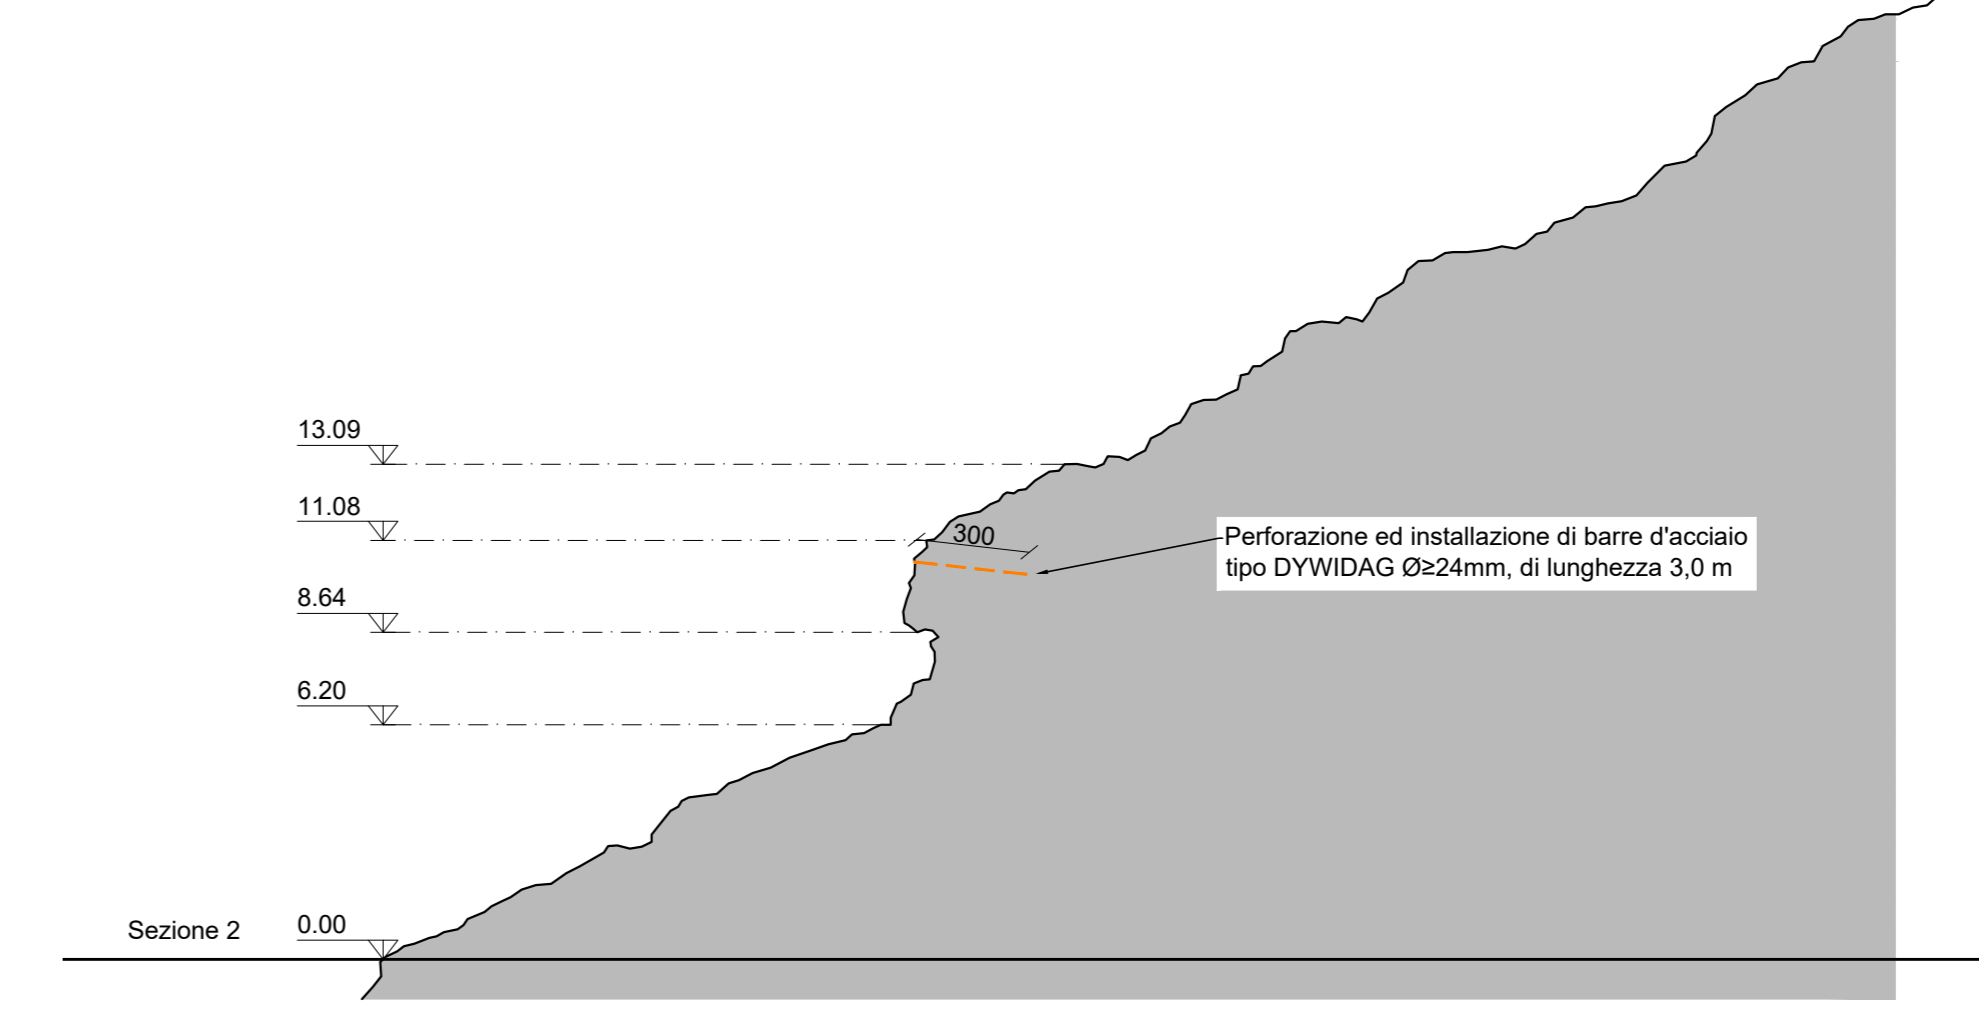 13.09
11.08
300
Perforazione ed installazione di barre d'acciaio
tipo DYWIDAG Ø≥24mm, di lunghezza 3,0 m
8.64
6.20
Sezione 2
0.00